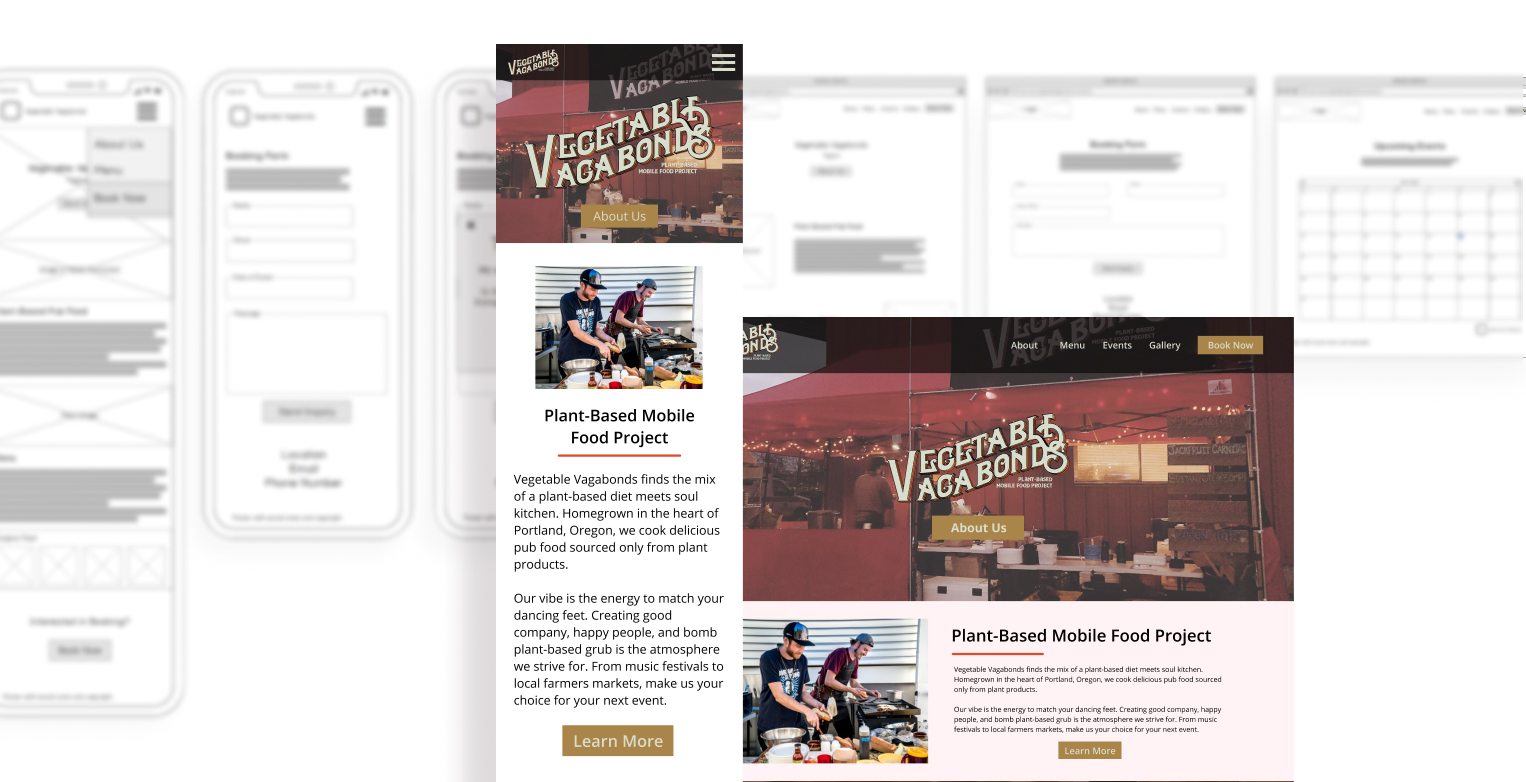 About Us
Menu
Book Now
Booking Form
Send Inquiry
Location
Email
Phone Number
Interested in Booking?
Book Now
VEGETABLE
VAGABONDS
VEGETABLE
VAGABONDS
VEGETABLE
VAGABONDS
PLANT-BASED
MOBILE FOOD PROJECT
About Us
Plant-Based Mobile
Food Project
Vegetable Vagabonds finds the mix
of a plant-based diet meets soul
kitchen. Homegrown in the heart of
Portland, Oregon, we cook delicious
pub food sourced only from plant
products.
Our vibe is the energy to match your
dancing feet. Creating good
company, happy people, and bomb
plant-based grub is the atmosphere
we strive for. From music festivals to
local farmers markets, make us your
choice for your next event.
Learn More
Booking Form
Upcoming Events
About Menu Events Gallery Book Now
VEGETABLE
VAGABONDS
PLANT-BASED
MOBILE FOOD PROJECT
JACKFRUIT CARNITAS
About Us
Plant-Based Mobile Food Project
Vegetable Vagabonds finds the mix of a plant-based diet meets soul kitchen.
Homegrown in the heart of Portland, Oregon, we cook delicious pub food sourced
only from plant products.
Our vibe is the energy to match your dancing feet. Creating good company, happy
people, and bomb plant-based grub is the atmosphere we strive for. From music
festivals to local farmers markets, make us your choice for your next event.
Learn More